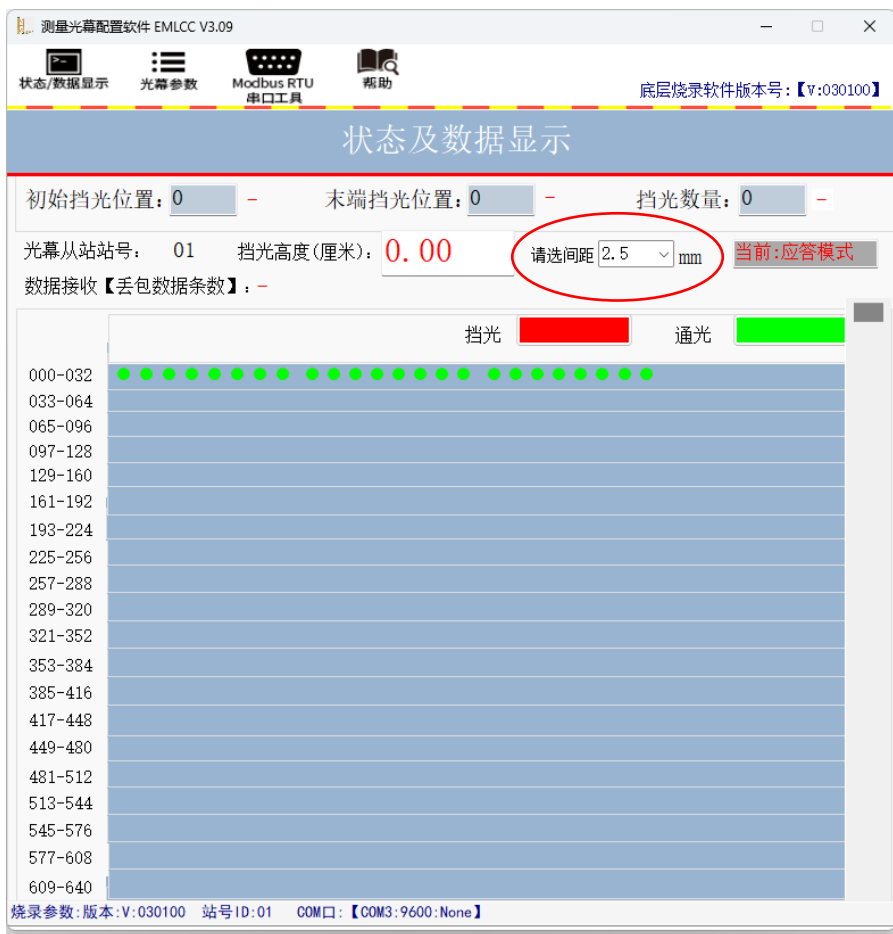 测量光幕配置软件 EMLCC V3.09
状态/数据显示 光幕参数 Modbus RTU 串口工具 帮助
底层烧录软件版本号:【V:030100】
状态及数据显示
初始挡光位置: 0 - 末端挡光位置: 0 - 挡光数量: 0 -
光幕从站站号: 01 挡光高度(厘米): 0.00 请选间距 2.5 mm 当前:应答模式
数据接收【丢包数据条数】:-
挡光 通光
000-032
033-064
065-096
097-128
129-160
161-192
193-224
225-256
257-288
289-320
321-352
353-384
385-416
417-448
449-480
481-512
513-544
545-576
577-608
609-640
烧录参数:版本:V:030100 站号ID:01 COM口:【COM3:9600:None】